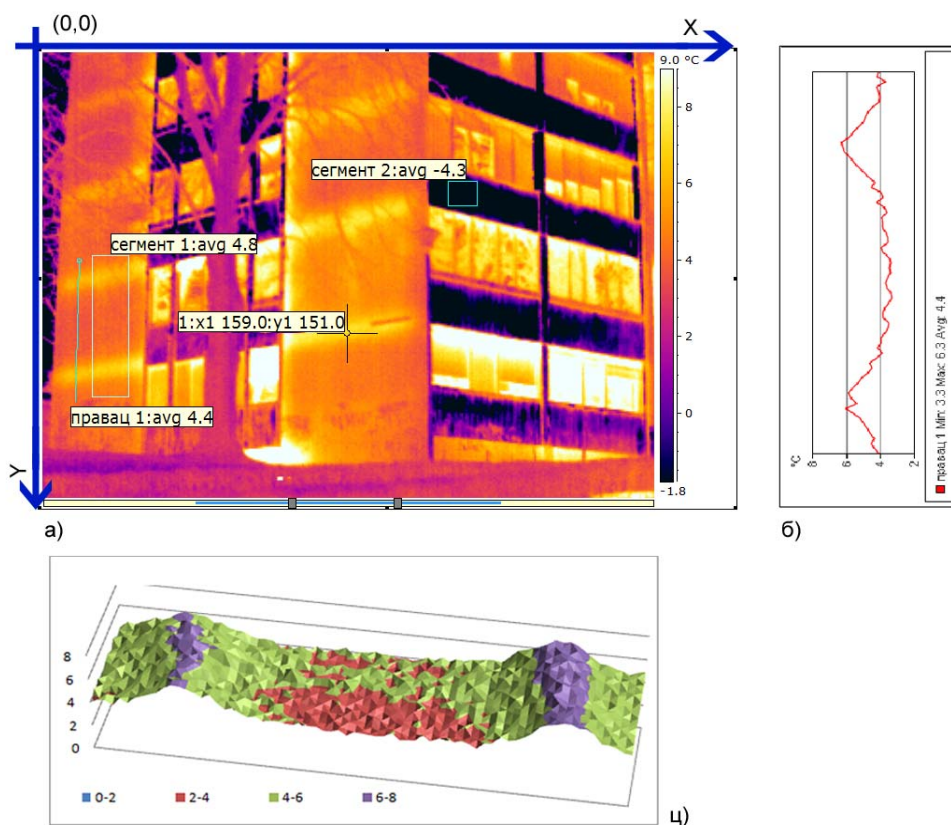 (0,0)
X
9.0 °C
8
6
4
2
0
-1.8
сегмент 2:avg -4.3
сегмент 1:avg 4.8
1:x1 159.0:y1 151.0
правац 1:avg 4.4
Y
а)
°C
8
6
4
2
правац 1 Min: 3.3 Max: 6.3 Avg: 4.4
б)
8
6
4
2
0
0-2
2-4
4-6
6-8
ц)